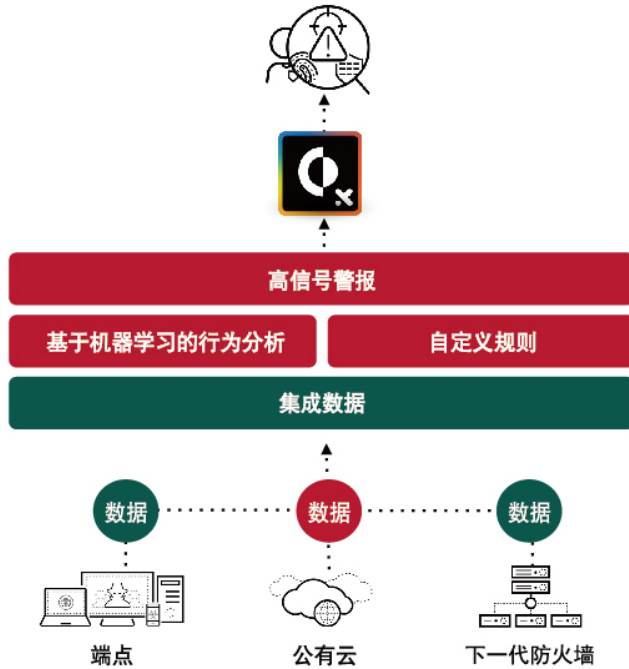 高信号警报
基于机器学习的行为分析
自定义规则
集成数据
数据
数据
数据
端点
公有云
下一代防火墙